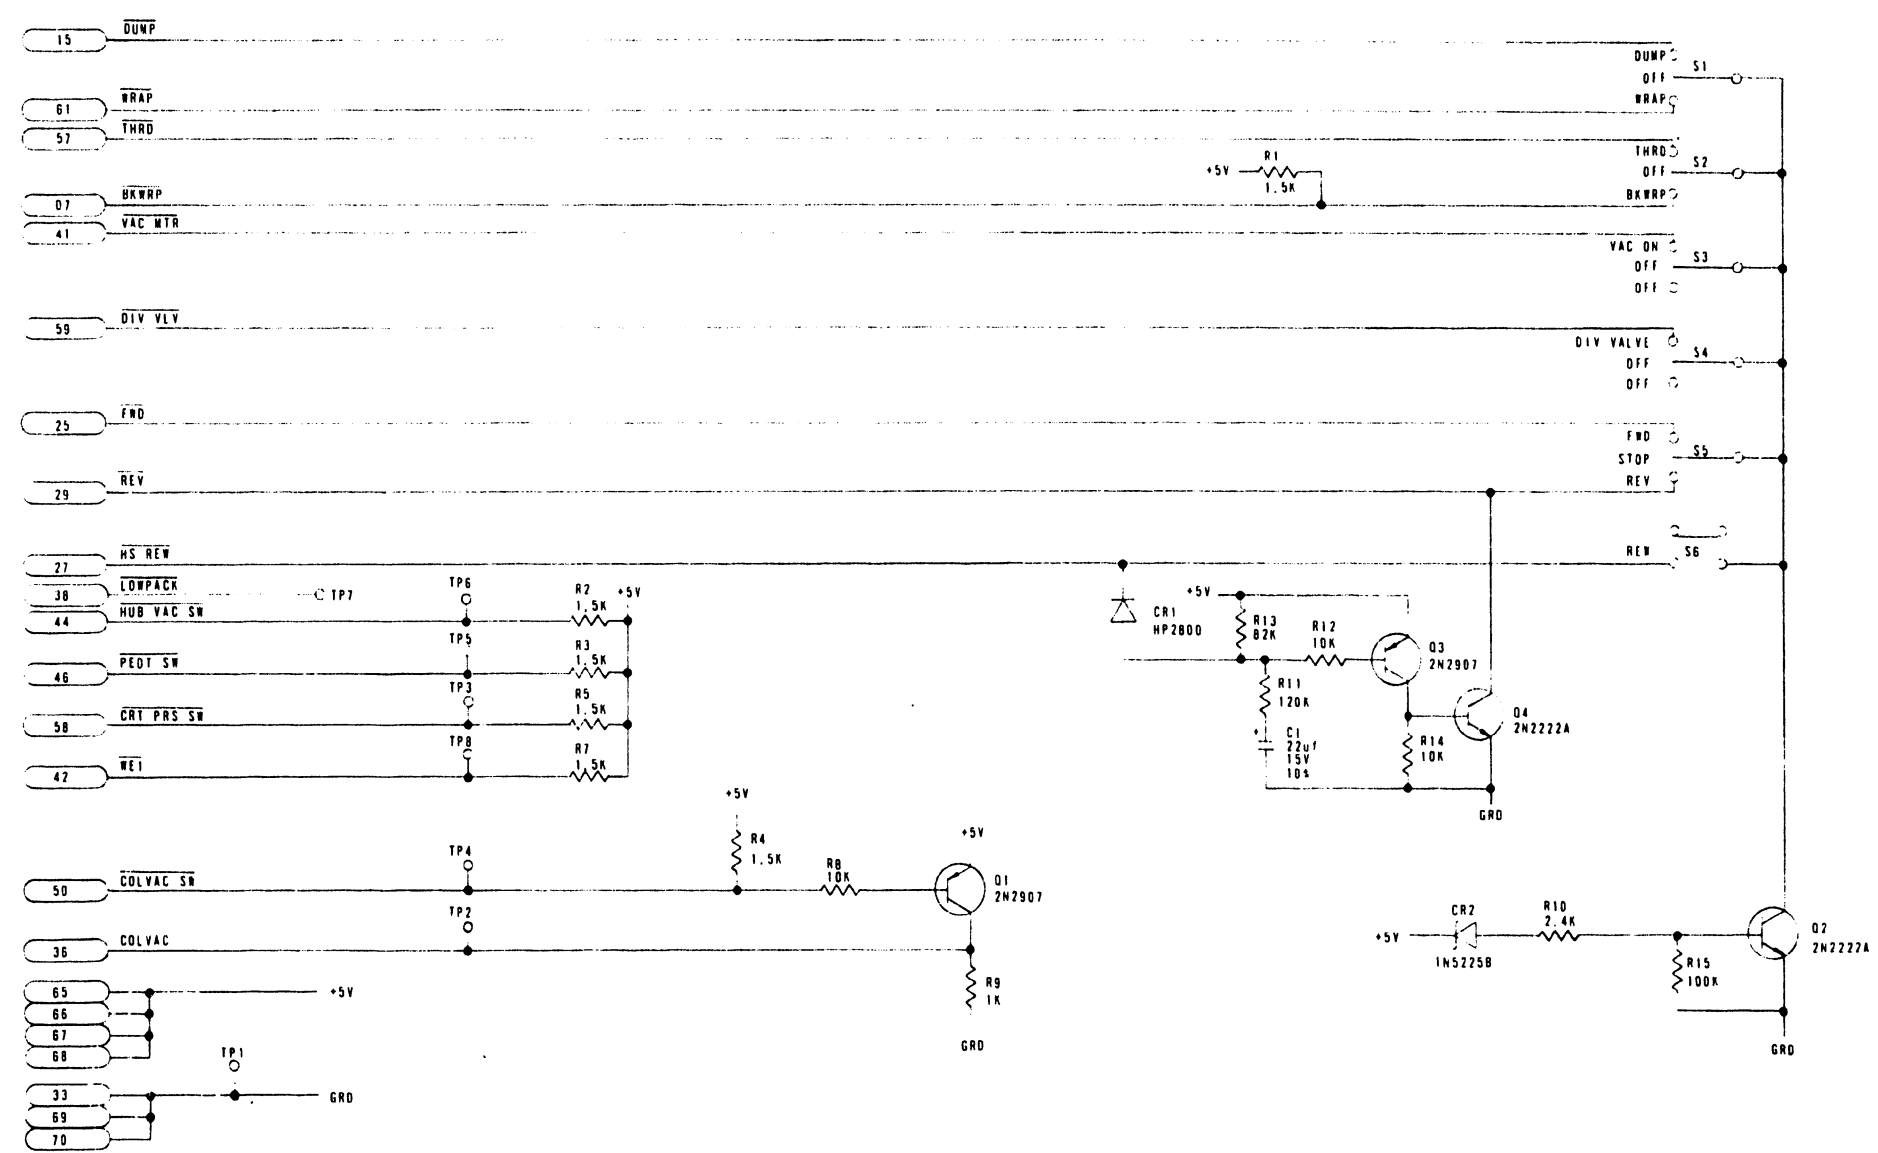 15 DUMP
DUMP
S1
OFF
61 WRAP
WRAP
57 THRD
R1
+5V
1.5K
THRD
S2
OFF
07 BKWRP
BKWRP
41 VAC MTR
VAC ON
S3
OFF
OFF
59 DIV VLV
DIV VALVE
S4
OFF
OFF
25 FWD
FWD
S5
STOP
29 REV
REV
27 HS REW
REW
S6
38 LOWPACK
TP7
44 HUB VAC SW
TP6
R2
1.5K
+5V
CR1
HP2800
+5V
R13
82K
R12
10K
Q3
2N2907
46 PEDT SW
TP5
R3
1.5K
R11
120K
58 CRT PRS SW
TP3
R5
1.5K
Q4
2N2222A
+
C1
22uf
15V
10%
R14
10K
42 WE1
TP8
R7
1.5K
GRD
+5V
R4
1.5K
+5V
50 COLVAC SW
TP4
R8
10K
Q1
2N2907
36 COLVAC
TP2
R9
1K
GRD
+5V
CR2
1N5225B
R10
2.4K
R15
100K
Q2
2N2222A
GRD
65
+5V
66
67
68
TP1
33
GRD
69
70